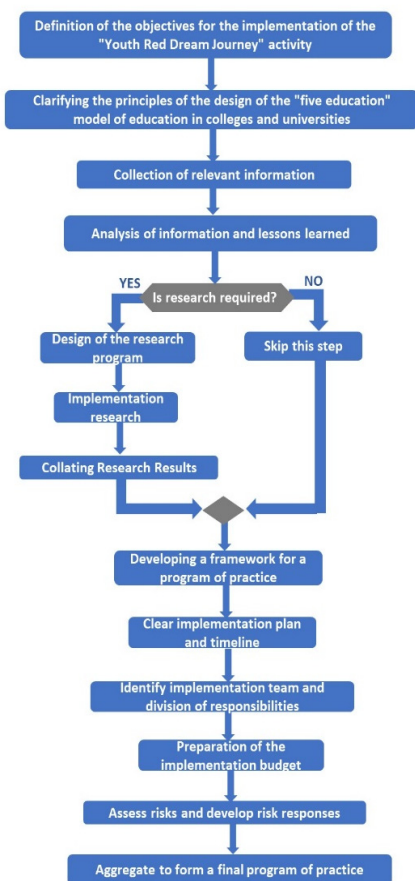 Definition of the objectives for the implementation of the
"Youth Red Dream Journey" activity
Clarifying the principles of the design of the "five education"
model of education in colleges and universities
Collection of relevant information
Analysis of information and lessons learned
YES
NO
Is research required?
Design of the research
program
Skip this step
Implementation
research
Collating Research Results
Developing a framework for a
program of practice
Clear implementation plan
and timeline
Identify implementation team and
division of responsibilities
Preparation of the
implementation budget
Assess risks and develop risk responses
Aggregate to form a final program of practice